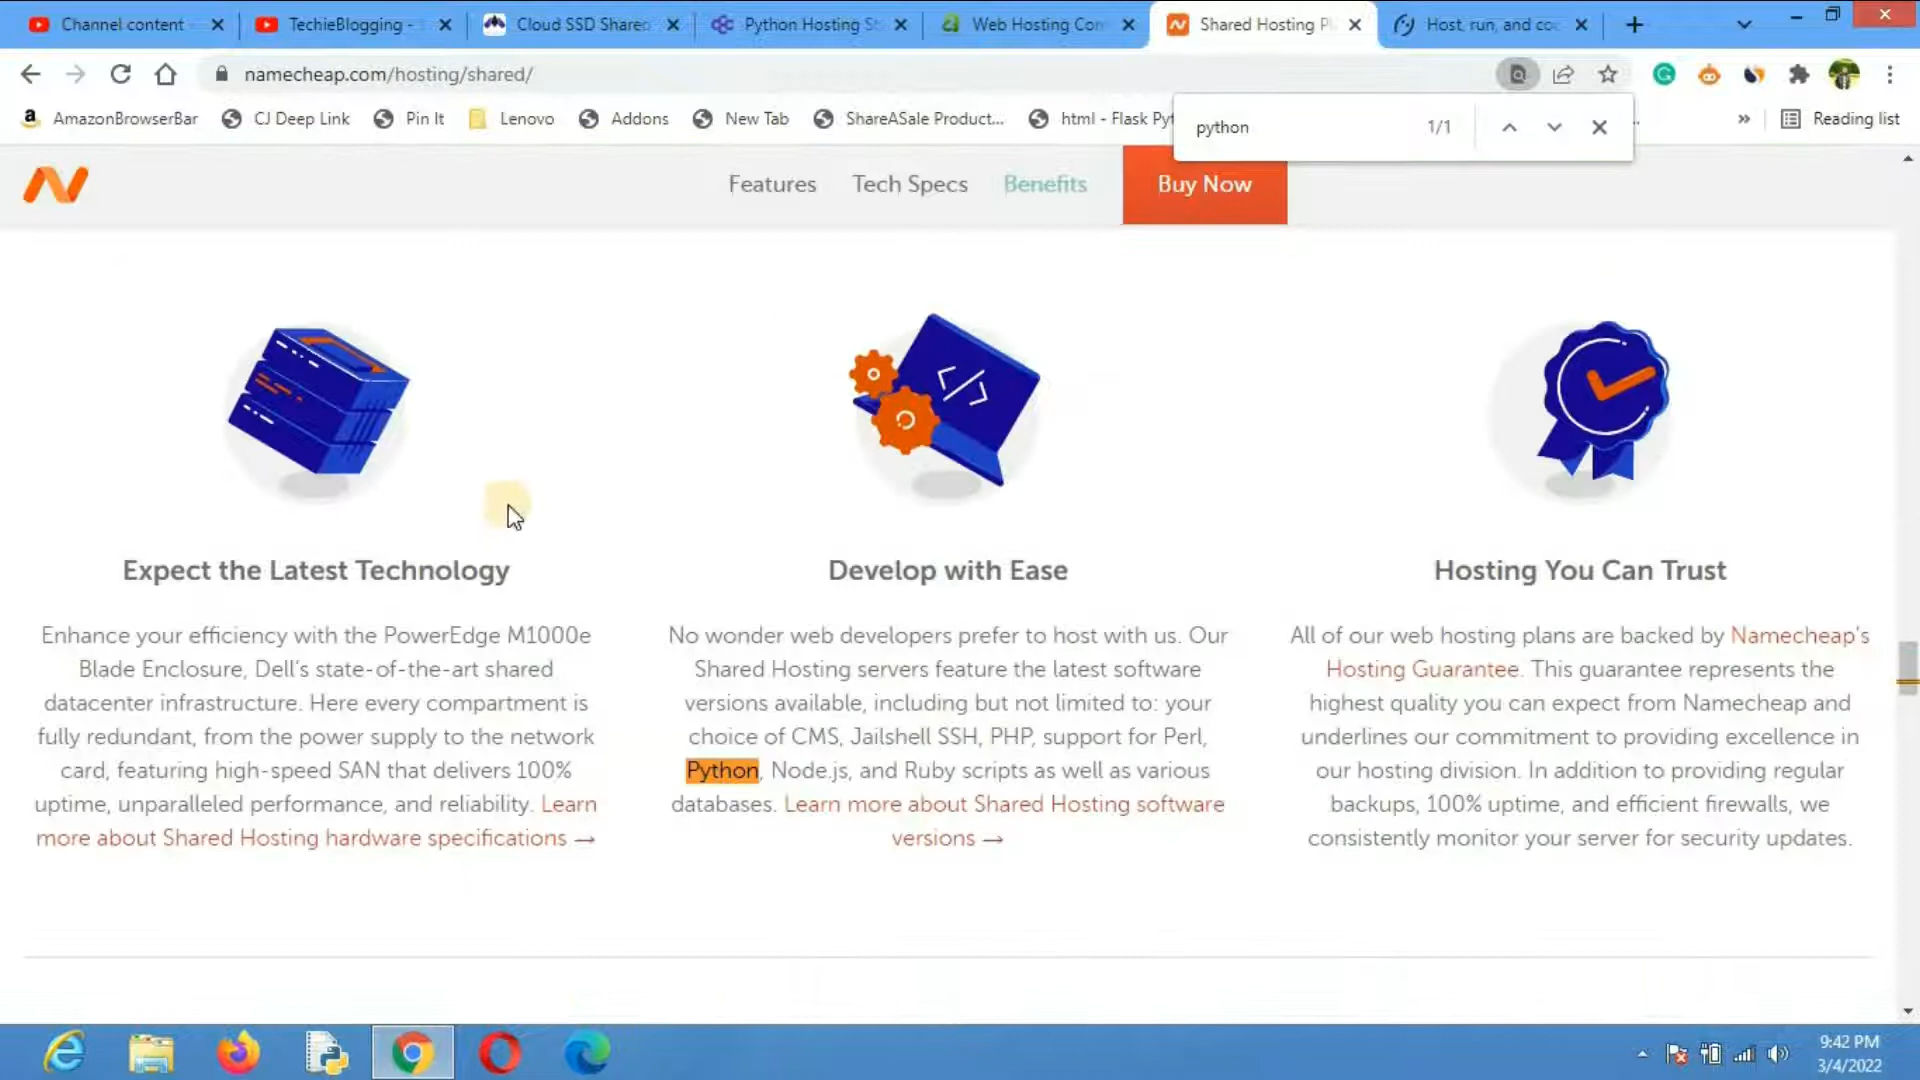 Channel content
TechieBlogging -
Cloud SSD Shared
Python Hosting
Web Hosting Con
Shared Hosting Pl
Host, run, and co
namecheap.com/hosting/shared/
AmazonBrowserBar
CJ Deep Link
Pin It
Lenovo
Addons
New Tab
ShareASale Product...
html - Flask Pyt
»
Reading list
python
1/1
Features
Tech Specs
Benefits
Buy Now
Expect the Latest Technology
Enhance your efficiency with the PowerEdge M1000e
Blade Enclosure, Dell's state-of-the-art shared
datacenter infrastructure. Here every compartment is
fully redundant, from the power supply to the network
card, featuring high-speed SAN that delivers 100%
uptime, unparalleled performance, and reliability. Learn
more about Shared Hosting hardware specifications →
Develop with Ease
No wonder web developers prefer to host with us. Our
Shared Hosting servers feature the latest software
versions available, including but not limited to: your
choice of CMS, Jailshell SSH, PHP, support for Perl,
Python, Node.js, and Ruby scripts as well as various
databases. Learn more about Shared Hosting software
versions →
Hosting You Can Trust
All of our web hosting plans are backed by Namecheap's
Hosting Guarantee. This guarantee represents the
highest quality you can expect from Namecheap and
underlines our commitment to providing excellence in
our hosting division. In addition to providing regular
backups, 100% uptime, and efficient firewalls, we
consistently monitor your server for security updates.
9:42 PM
3/4/2022